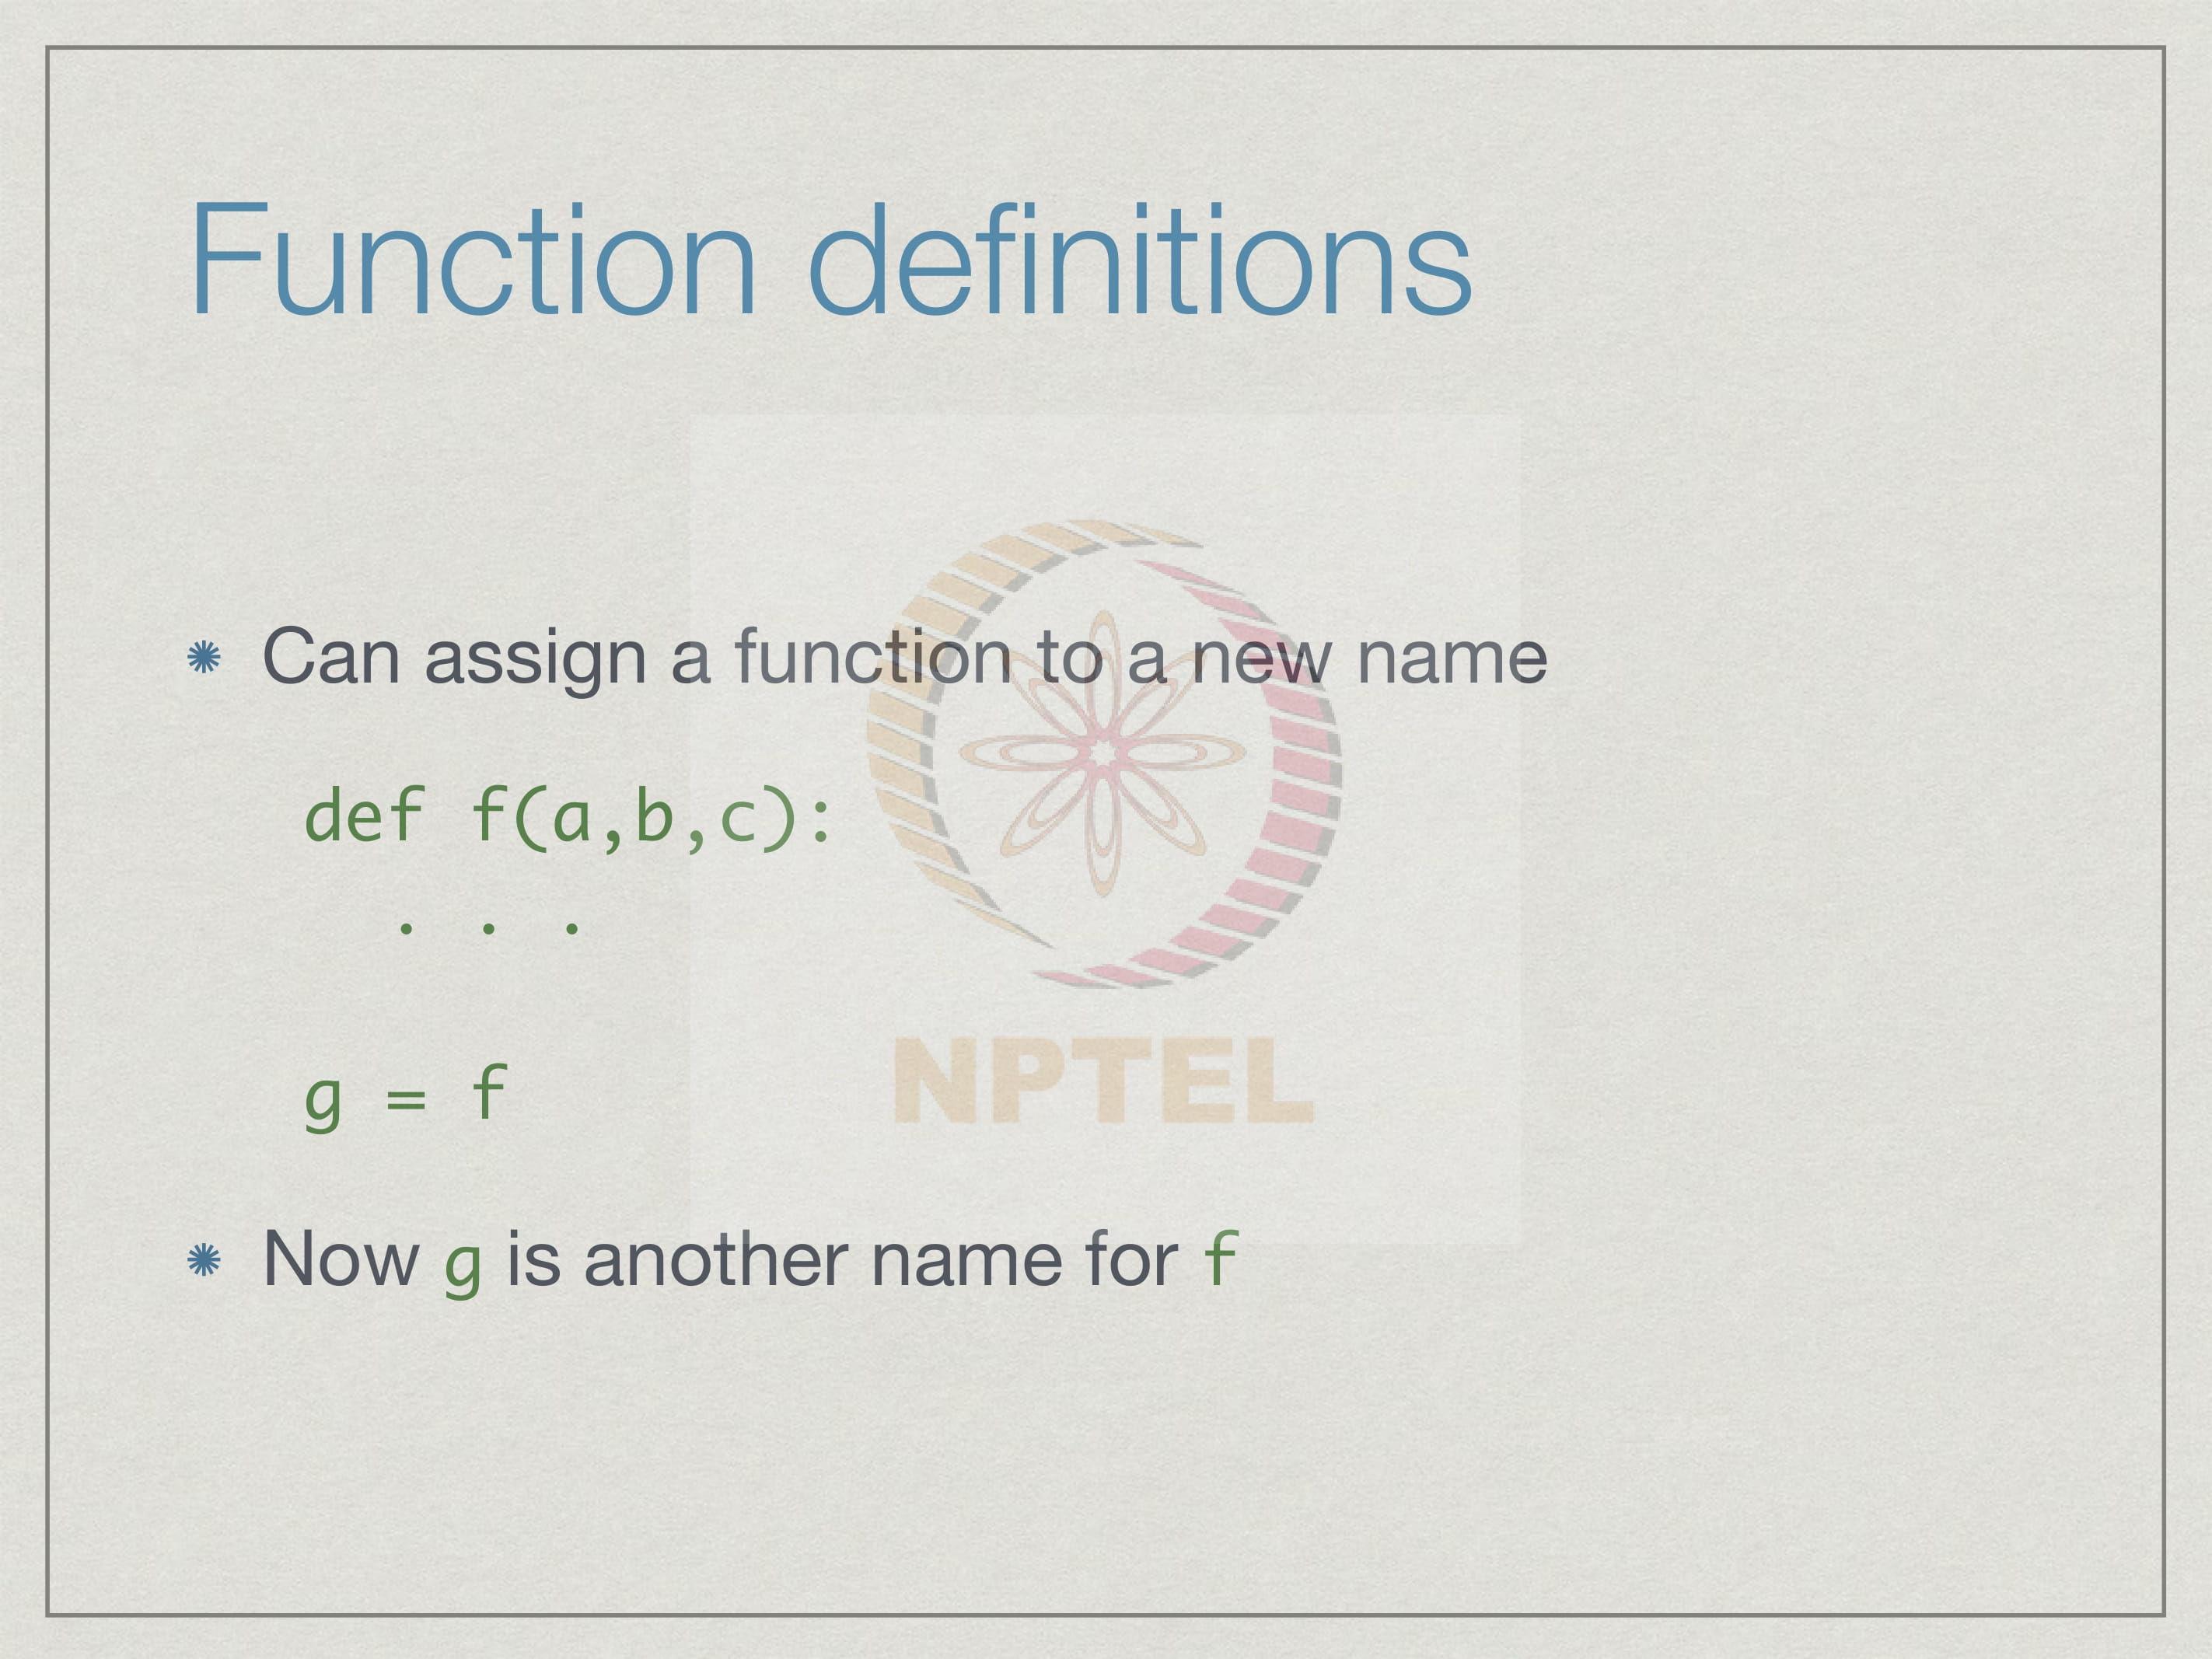 Function definitions
Can assign a function to a new name
def f(a,b,c):
. . .
g = f
NPTEL
Now g is another name for f